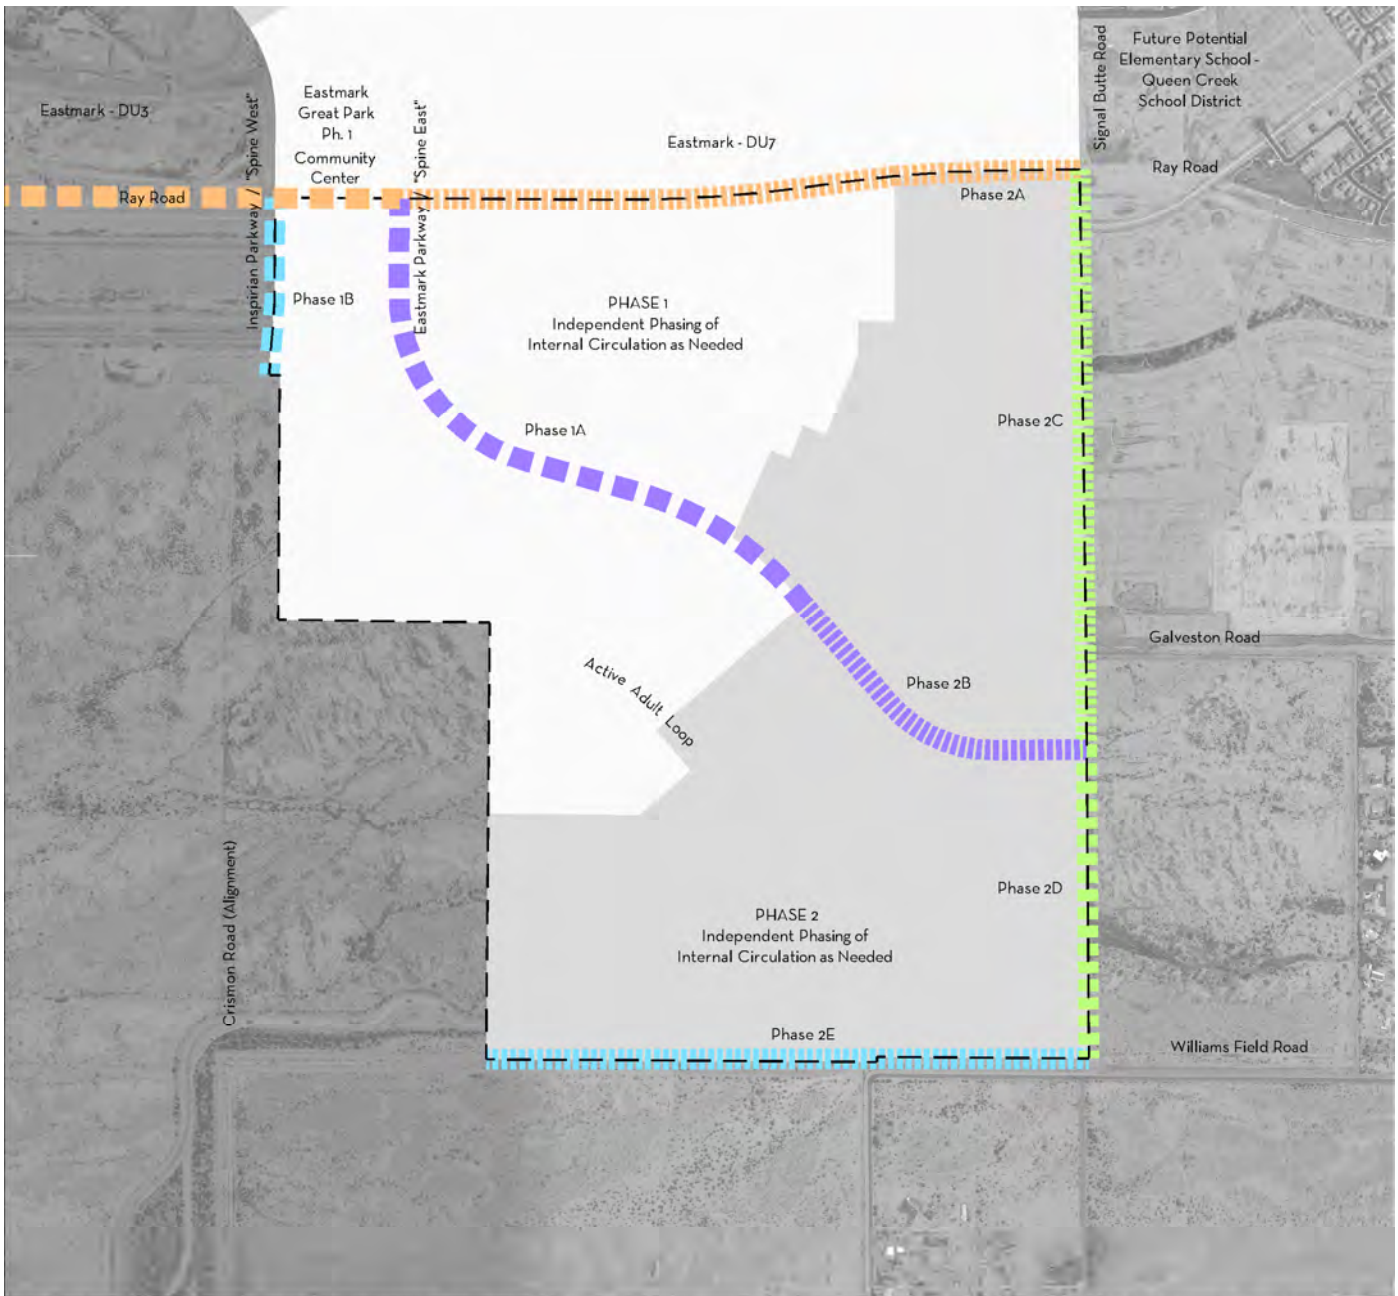 Future Potential
Elementary School -
Queen Creek
School District
Signal Butte Road
Eastmark - DU3
Eastmark
Great Park
Ph. 1
Community
Center
Inspirian Parkway / "Spine West"
Eastmark Parkway / "Spine East"
Eastmark - DU7
Ray Road
Ray Road
Phase 2A
Phase 1B
PHASE 1
Independent Phasing of
Internal Circulation as Needed
Phase 1A
Phase 2C
Galveston Road
Active Adult Loop
Phase 2B
Crismon Road (Alignment)
Phase 2D
PHASE 2
Independent Phasing of
Internal Circulation as Needed
Phase 2E
Williams Field Road